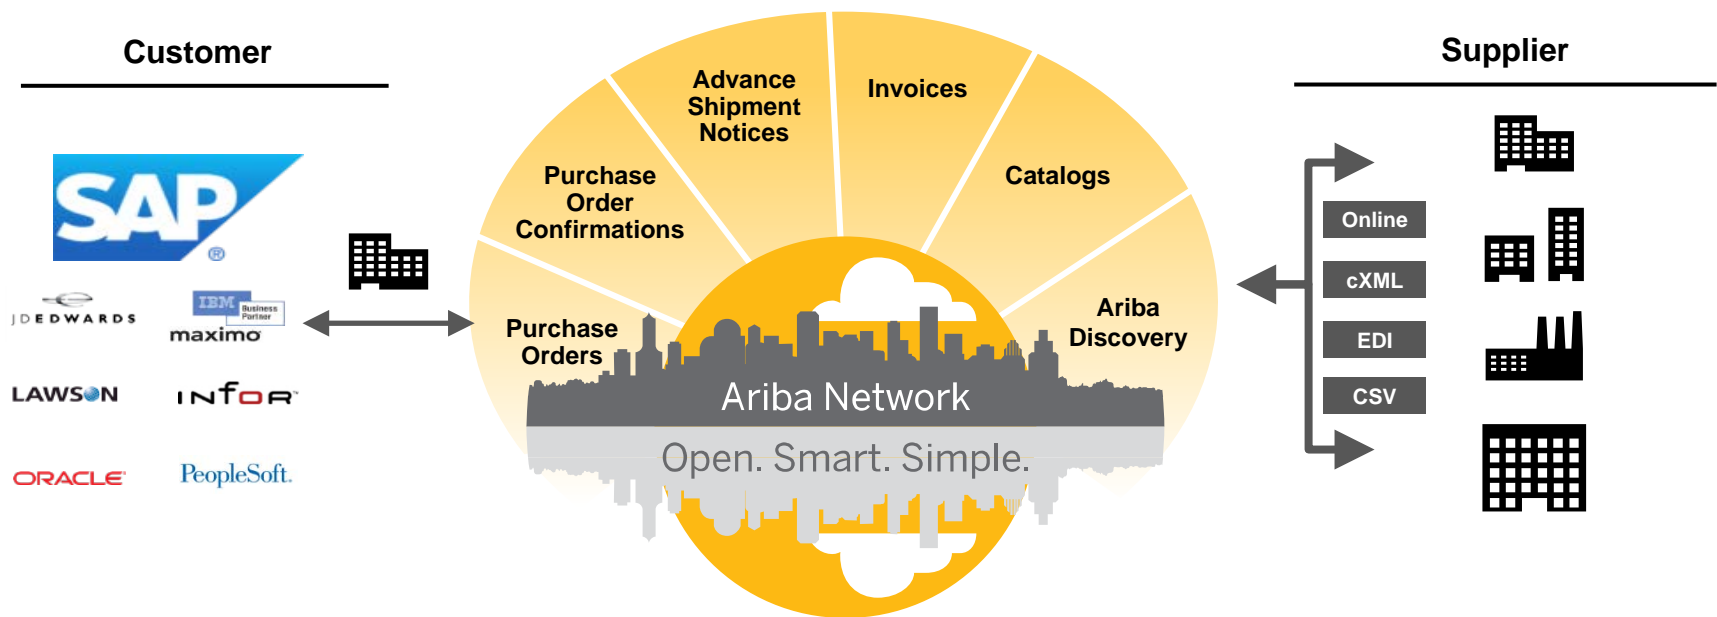 Customer
SAP
®
JDEDWARDS
IBM
Business
Partner
maximo
LAWSON
INFOR
ORACLE
PeopleSoft.
Purchase
Orders
Purchase
Order
Confirmations
Advance
Shipment
Notices
Invoices
Catalogs
Ariba
Discovery
Ariba Network
Open. Smart. Simple.
Supplier
Online
cXML
EDI
CSV